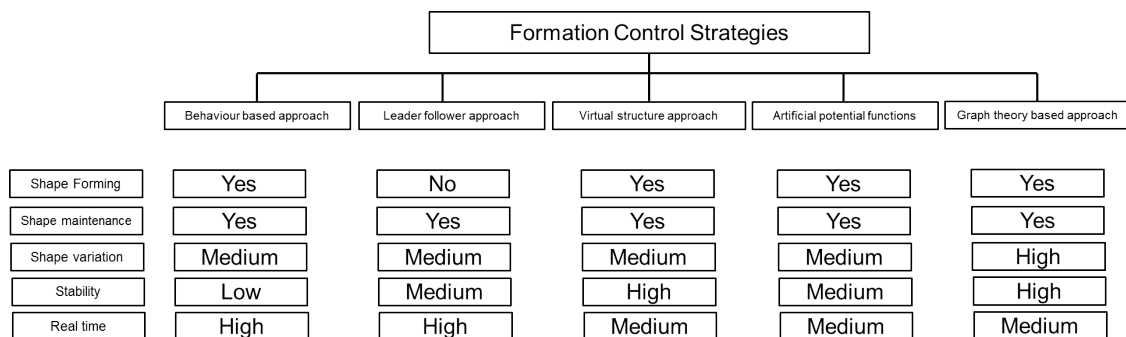 Formation Control Strategies
Behaviour based approach
Leader follower approach
Virtual structure approach
Artificial potential functions
Graph theory based approach
Shape Forming
Yes
No
Yes
Yes
Yes
Shape maintenance
Yes
Yes
Yes
Yes
Yes
Shape variation
Medium
Medium
Medium
Medium
High
Stability
Low
Medium
High
Medium
High
Real time
High
High
Medium
Medium
Medium